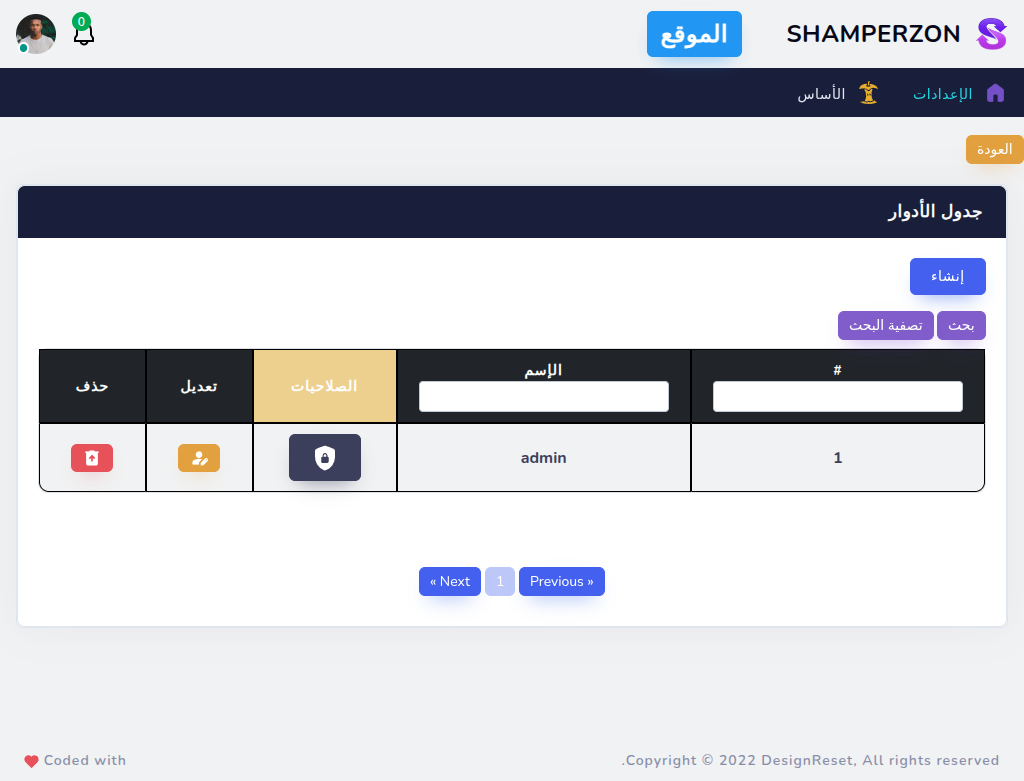 SHAMPERZON
الموقع
0
الإعدادات
الأساس
العودة
جدول الأدوار
إنشاء
بحث تصفية البحث
# الإسم الصلاحيات تعديل حذف
1 admin
« Next 1 Previous »
.Copyright © 2022 DesignReset, All rights reserved
Coded with